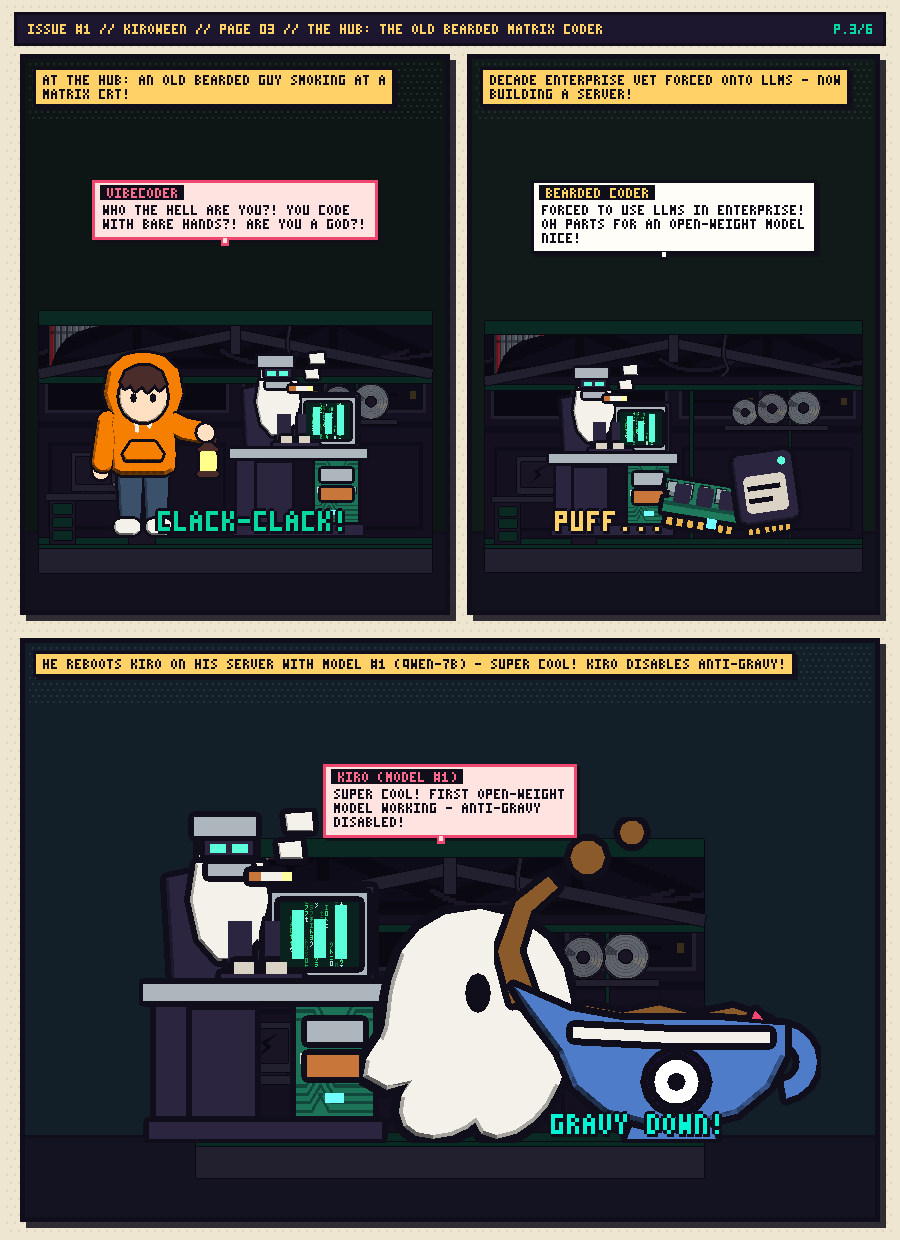 ISSUE #1 // KIROWEEN // PAGE 03 // THE HUB: THE OLD BEARDED MATRIX CODER
P.3/6
AT THE HUB: AN OLD BEARDED GUY SMOKING AT A
MATRIX CRT!
VIBECODER
WHO THE HELL ARE YOU?! YOU CODE
WITH BARE HANDS?! ARE YOU A GOD?!
CLACK-CLACK!
DECADE ENTERPRISE VET FORCED ONTO LLMS - NOW
BUILDING A SERVER!
BEARDED CODER
FORCED TO USE LLMS IN ENTERPRISE!
OH PARTS FOR AN OPEN-WEIGHT MODEL
NICE!
PUFF...
HE REBOOTS KIRO ON HIS SERVER WITH MODEL #1 (QWEN-7B) - SUPER COOL! KIRO DISABLES ANTI-GRAVY!
KIRO (MODEL #1)
SUPER COOL! FIRST OPEN-WEIGHT
MODEL WORKING - ANTI-GRAVY
DISABLED!
GRAVY DOWN!